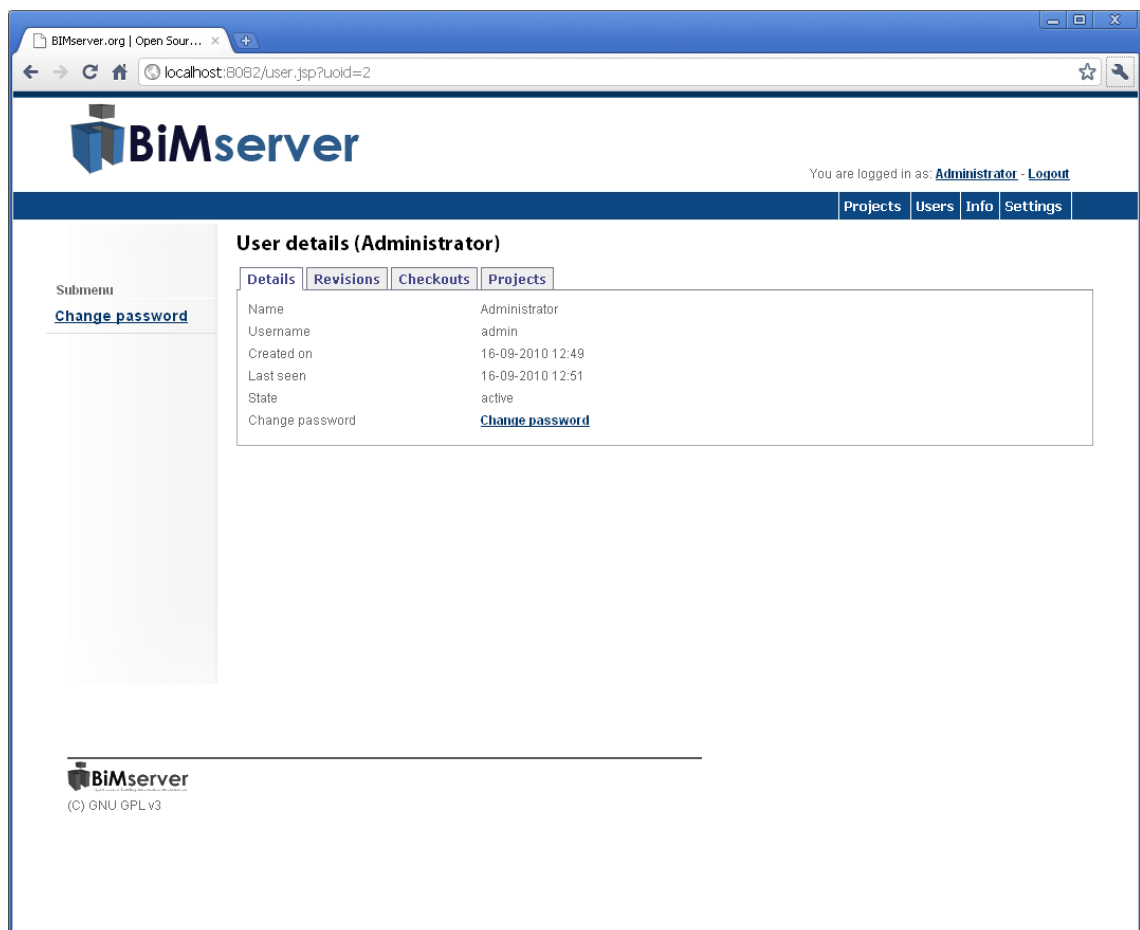 BIMserver.org | Open Sour...
localhost:8082/user.jsp?uoid=2
BiMserver
You are logged in as: Administrator - Logout
Projects Users Info Settings
User details (Administrator)
Details Revisions Checkouts Projects
Submenu
Change password
Name Administrator
Username admin
Created on 16-09-2010 12:49
Last seen 16-09-2010 12:51
State active
Change password Change password
BiMserver
(C) GNU GPL v3